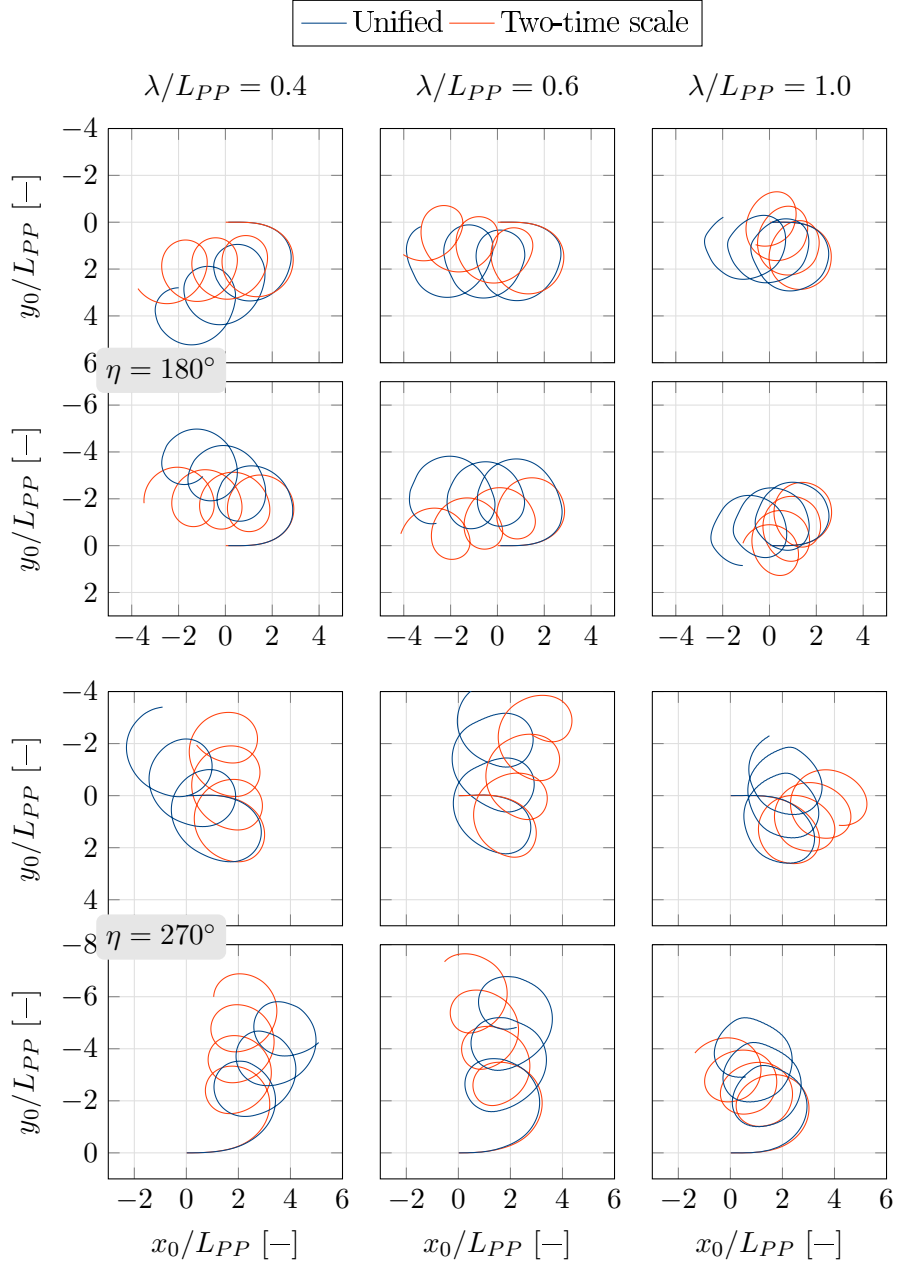 Unified Two-time scale
λ/L_PP = 0.4 λ/L_PP = 0.6 λ/L_PP = 1.0
−4
−2
0
2
4
6
y_0/L_PP [−]
η = 180°
−6
−4
−2
0
2
y_0/L_PP [−]
−4 −2 0 2 4 −4 −2 0 2 4 −4 −2 0 2 4
−4
−2
0
2
4
y_0/L_PP [−]
η = 270°
−8
−6
−4
−2
0
y_0/L_PP [−]
−2 0 2 4 6 −2 0 2 4 6 −2 0 2 4 6
x_0/L_PP [−] x_0/L_PP [−] x_0/L_PP [−]